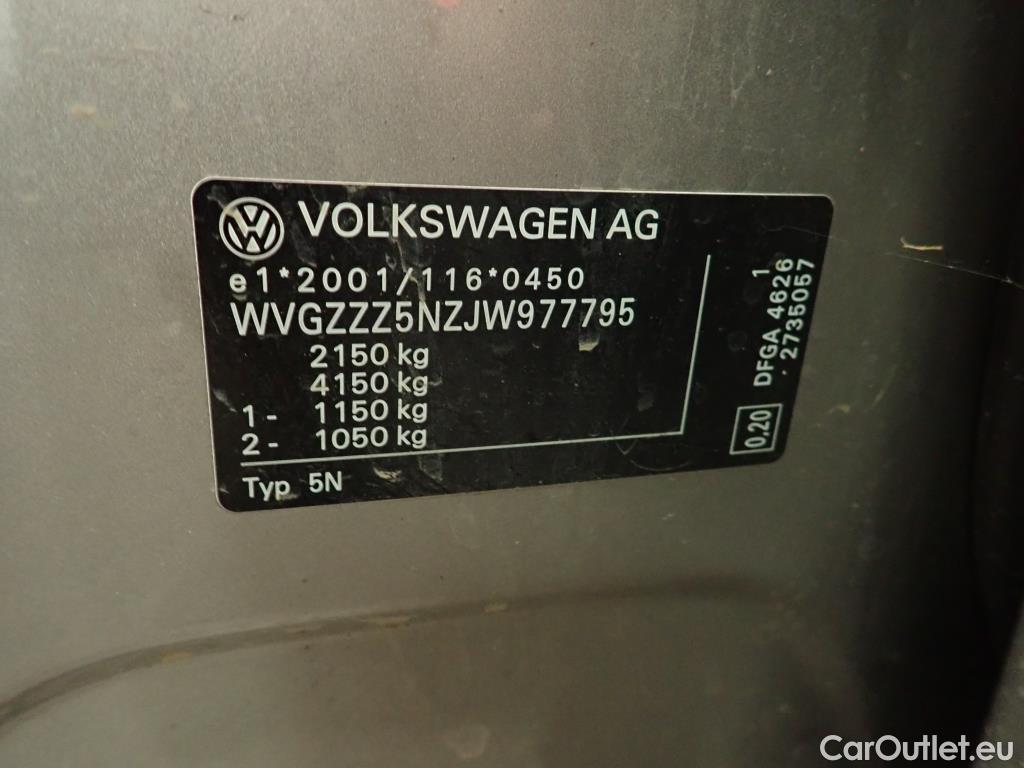 VOLKSWAGEN AG
e1*2001/116*0450
WVGZZZ5NZJW977795
2150 kg
4150 kg
1- 1150 kg
2- 1050 kg
Typ 5N
1
DFGA 4626
.2735057
0,20
CarOutlet.eu